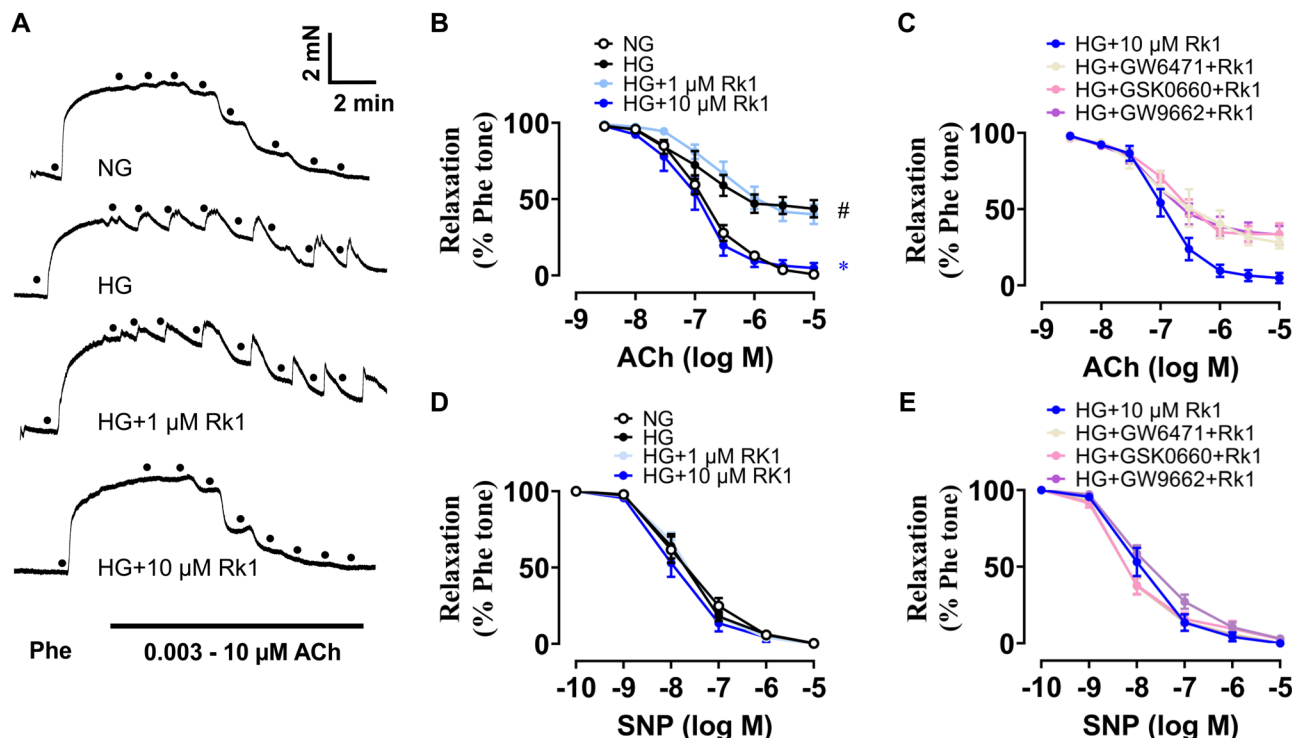 A
2 mN
2 min
NG
HG
HG+1 µM Rk1
HG+10 µM Rk1
Phe
0.003 - 10 µM ACh
B
NG
HG
HG+1 µM Rk1
HG+10 µM Rk1
Relaxation
(% Phe tone)
100
50
0
#
*
-9 -8 -7 -6 -5
ACh (log M)
C
HG+10 µM Rk1
HG+GW6471+Rk1
HG+GSK0660+Rk1
HG+GW9662+Rk1
Relaxation
(% Phe tone)
100
50
0
-9 -8 -7 -6 -5
ACh (log M)
D
NG
HG
HG+1 µM RK1
HG+10 µM RK1
Relaxation
(% Phe tone)
100
50
0
-10 -9 -8 -7 -6 -5
SNP (log M)
E
HG+10 µM Rk1
HG+GW6471+Rk1
HG+GSK0660+Rk1
HG+GW9662+Rk1
Relaxation
(% Phe tone)
100
50
0
-10 -9 -8 -7 -6 -5
SNP (log M)